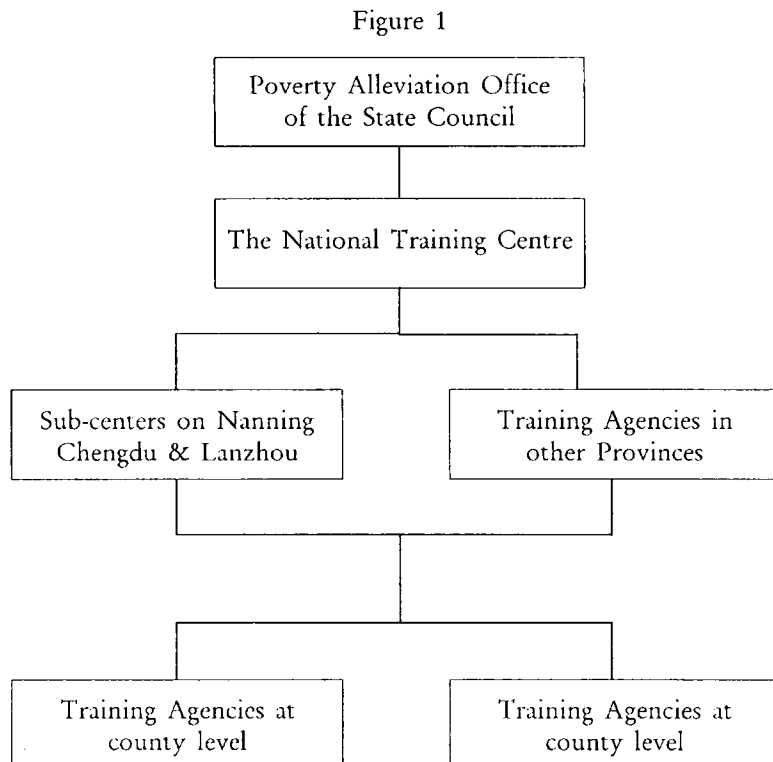 Figure 1
Poverty Alleviation Office
of the State Council
The National Training Centre
Sub-centers on Nanning
Chengdu & Lanzhou
Training Agencies in
other Provinces
Training Agencies at
county level
Training Agencies at
county level